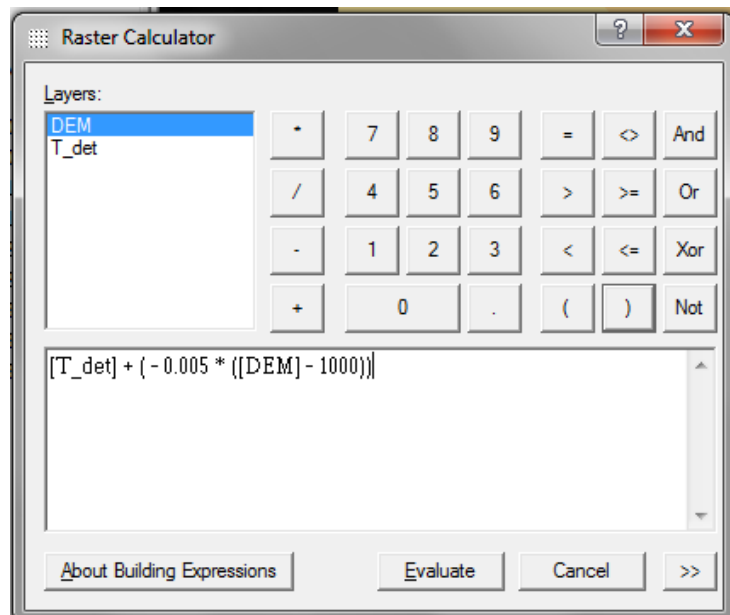 Raster Calculator
?
X
Layers:
DEM
T_det
* 7 8 9 = <> And
/ 4 5 6 > >= Or
- 1 2 3 < <= Xor
+ 0 . ( ) Not
[T_det] + ( - 0.005 * ([DEM] - 1000))
About Building Expressions
Evaluate
Cancel
>>